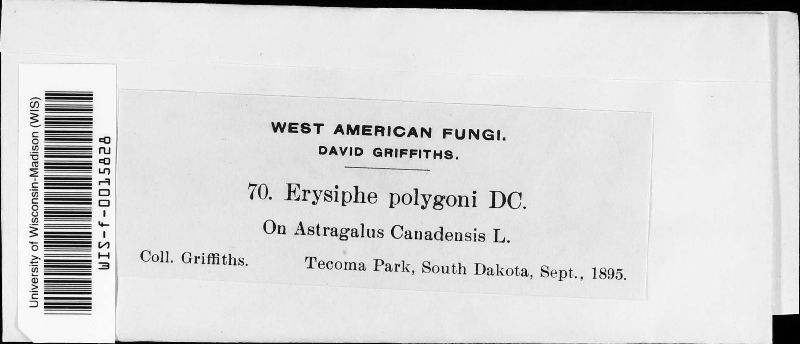 University of Wisconsin-Madison (WIS)
WIS-f-0015828
WEST AMERICAN FUNGI.
DAVID GRIFFITHS.
70. Erysiphe polygoni DC.
On Astragalus Canadensis L.
Coll. Griffiths. Tecoma Park, South Dakota, Sept., 1895.